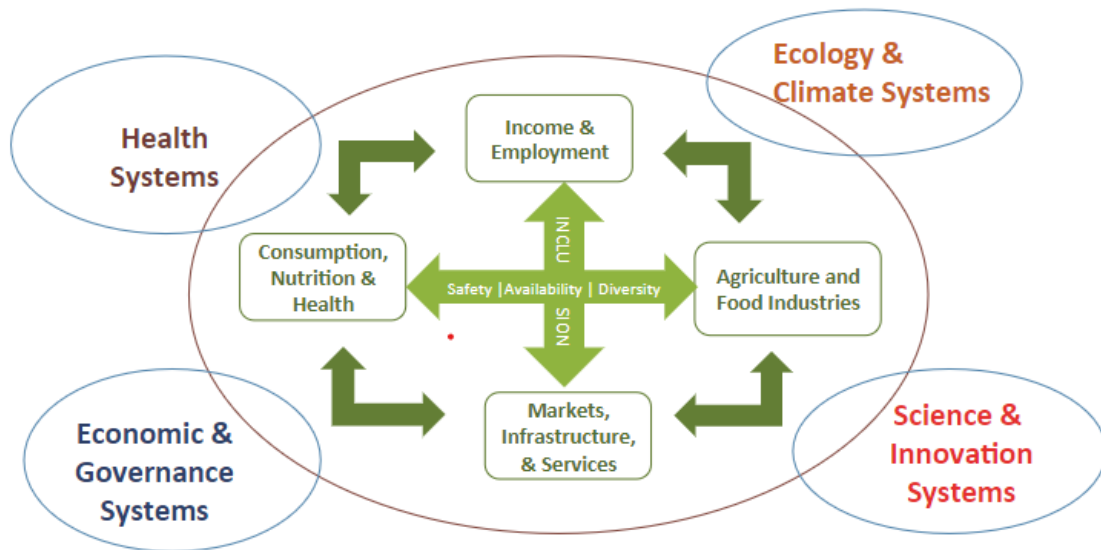 Ecology &
Climate Systems
Health
Systems
Income &
Employment
INCLU
Consumption,
Nutrition &
Health
Safety |Availability | Diversity
Agriculture and
Food Industries
SION
Markets,
Infrastructure,
& Services
Economic &
Governance
Systems
Science &
Innovation
Systems